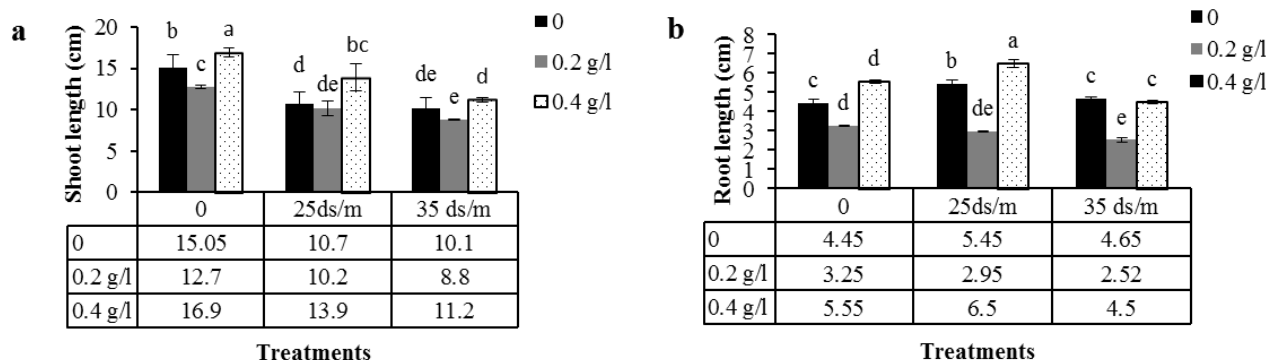 a
Shoot length (cm)
20
15
10
5
0
b
c
a
d
de
bc
de
e
d
0
0.2 g/l
0.4 g/l
0 25ds/m 35 ds/m
0 15.05 10.7 10.1
0.2 g/l 12.7 10.2 8.8
0.4 g/l 16.9 13.9 11.2
Treatments
b
Root length (cm)
8
7
6
5
4
3
2
1
0
c
d
d
b
de
a
c
e
c
0
0.2 g/l
0.4 g/l
0 25ds/m 35 ds/m
0 4.45 5.45 4.65
0.2 g/l 3.25 2.95 2.52
0.4 g/l 5.55 6.5 4.5
Treatments